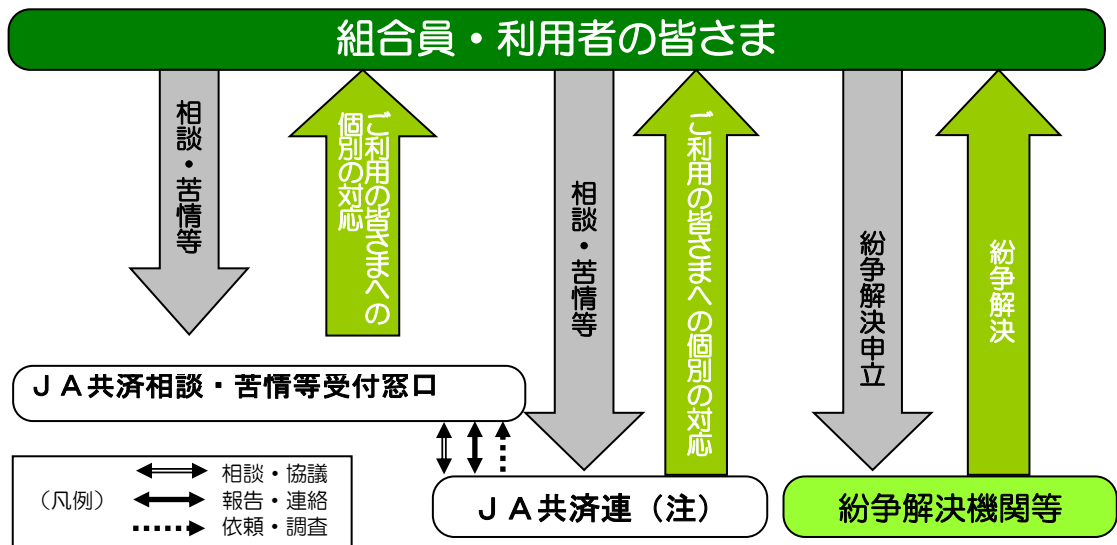 組合員・利用者の皆さま
相談・苦情等
ご利用の皆さまへの
個別の対応
相談・苦情等
ご利用の皆さまへの個別の対応
紛争解決申立
紛争解決
ＪＡ共済相談・苦情等受付窓口
ＪＡ共済連（注）
紛争解決機関等
（凡例）
相談・協議
報告・連絡
依頼・調査